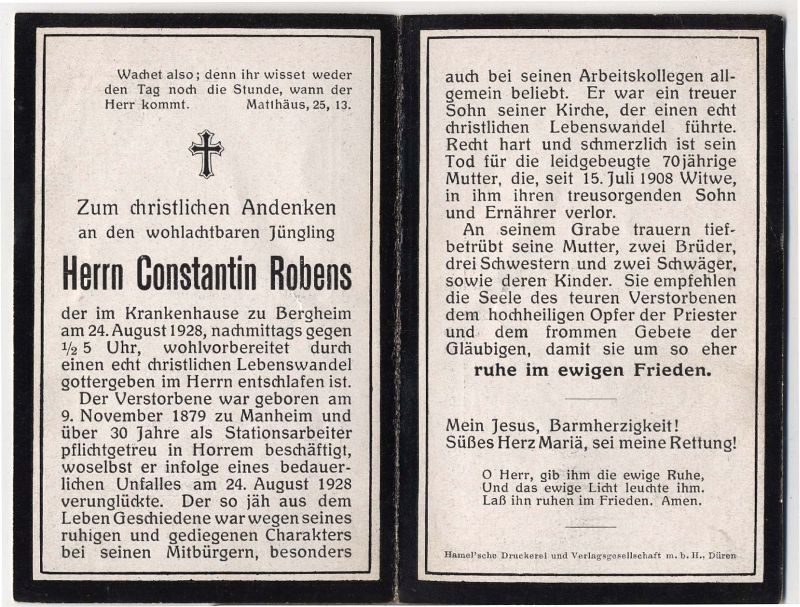 Wachet also; denn ihr wisset weder
den Tag noch die Stunde, wann der
Herr kommt. Matthäus, 25, 13.
Zum christlichen Andenken
an den wohlachtbaren Jüngling
Herrn Constantin Robens
der im Krankenhause zu Bergheim
am 24. August 1928, nachmittags gegen
1/2 5 Uhr, wohlvorbereitet durch
einen echt christlichen Lebenswandel
gottergeben im Herrn entschlafen ist.
Der Verstorbene war geboren am
9. November 1879 zu Manheim und
über 30 Jahre als Stationsarbeiter
pflichtgetreu in Horrem beschäftigt,
woselbst er infolge eines bedauer-
lichen Unfalles am 24. August 1928
verunglückte. Der so jäh aus dem
Leben Geschiedene war wegen seines
ruhigen und gediegenen Charakters
bei seinen Mitbürgern, besonders
auch bei seinen Arbeitskollegen all-
gemein beliebt. Er war ein treuer
Sohn seiner Kirche, der einen echt
christlichen Lebenswandel führte.
Recht hart und schmerzlich ist sein
Tod für die leidgebeugte 70jährige
Mutter, die, seit 15. Juli 1908 Witwe,
in ihm ihren treusorgenden Sohn
und Ernährer verlor.
An seinem Grabe trauern tief-
betrübt seine Mutter, zwei Brüder,
drei Schwestern und zwei Schwäger,
sowie deren Kinder. Sie empfehlen
die Seele des teuren Verstorbenen
dem hochheiligen Opfer der Priester
und dem frommen Gebete der
Gläubigen, damit sie um so eher
ruhe im ewigen Frieden.
Mein Jesus, Barmherzigkeit!
Süßes Herz Mariä, sei meine Rettung!
O Herr, gib ihm die ewige Ruhe,
Und das ewige Licht leuchte ihm.
Laß ihn ruhen im Frieden. Amen.
Hamel'sche Druckerei und Verlagsgesellschaft m. b. H., Düren